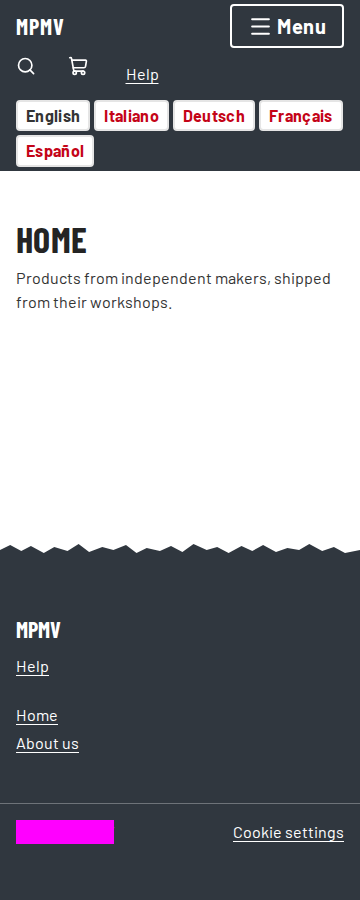 MPMV
Menu
Help
English Italiano Deutsch Français
Español
HOME
Products from independent makers, shipped
from their workshops.
MPMV
Help
Home
About us
Cookie settings